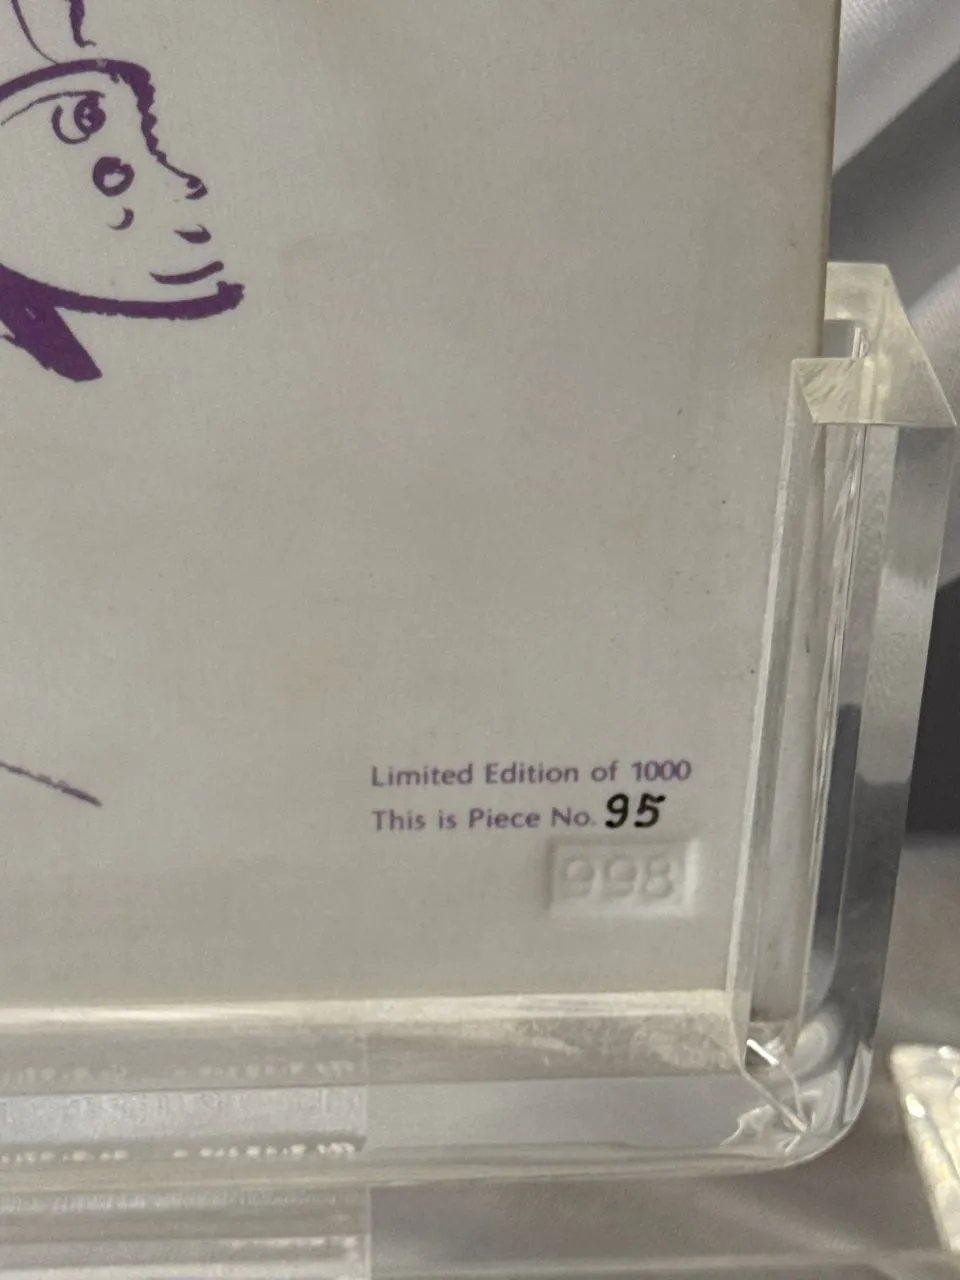 Limited Edition of 1000
This is Piece No. 95
998